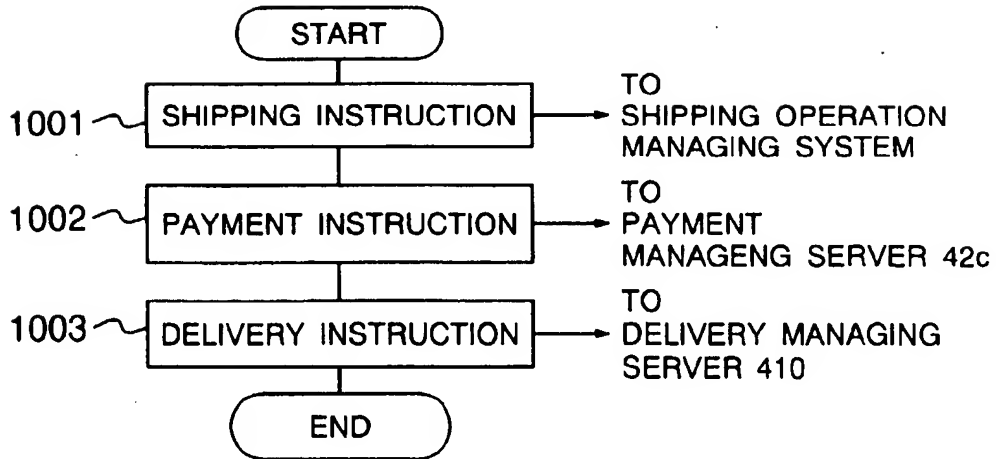 START
1001
SHIPPING INSTRUCTION
TO
SHIPPING OPERATION
MANAGING SYSTEM
1002
PAYMENT INSTRUCTION
TO
PAYMENT
MANAGENG SERVER 42c
1003
DELIVERY INSTRUCTION
TO
DELIVERY MANAGING
SERVER 410
END